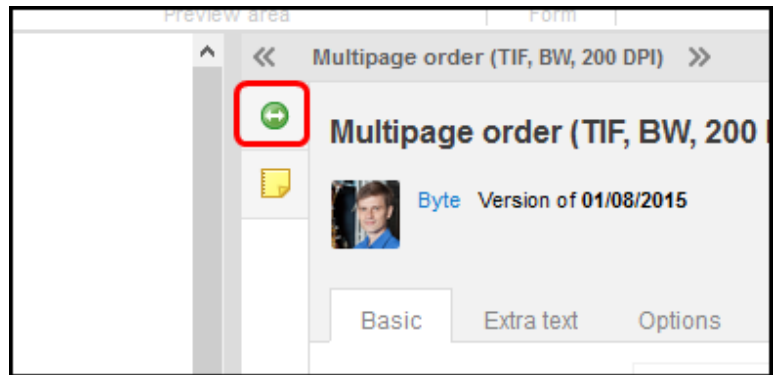 Preview area Form
Multipage order (TIF, BW, 200 DPI)
Multipage order (TIF, BW, 200
Byte Version of 01/08/2015
Basic Extra text Options